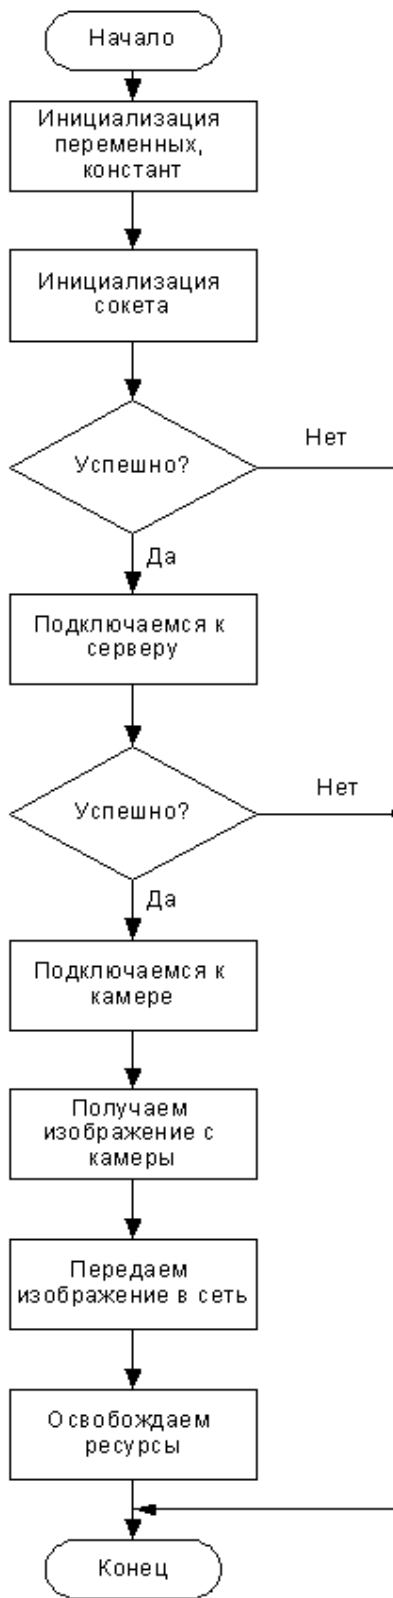 Начало
Инициализация
переменных,
констант
Инициализация
сокета
Успешно?
Нет
Да
Подключаемся к
серверу
Успешно?
Нет
Да
Подключаемся к
камере
Получаем
изображение с
камеры
Передаем
изображение в сеть
Освобождаем
ресурсы
Конец